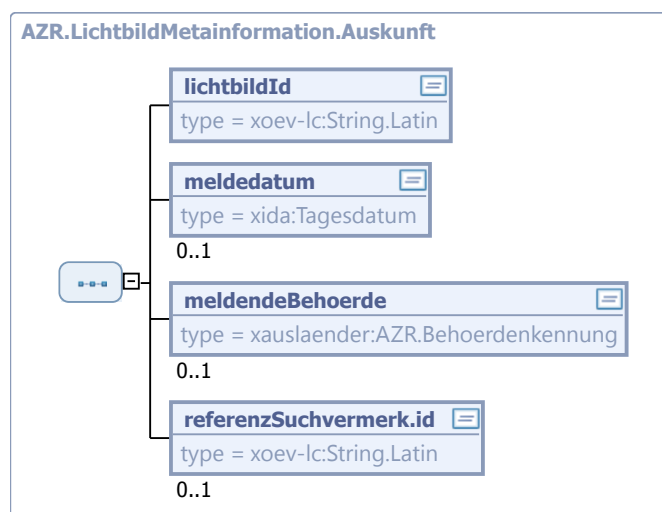 AZR.LichtbildMetainformation.Auskunft
lichtbildId
type = xoev-lc:String.Latin
meldedatum
type = xida:Tagesdatum
0..1
meldendeBehoerde
type = xauslaender:AZR.Behoerdenkennung
0..1
referenzSuchvermerk.id
type = xoev-lc:String.Latin
0..1